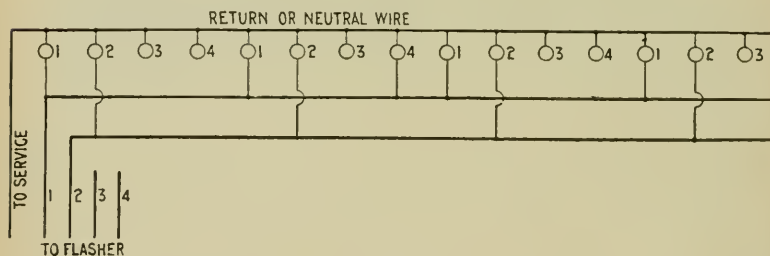 RETURN OR NEUTRAL WIRE
1 2 3 4 1 2 3 4 1 2 3 4 1 2 3
TO SERVICE
1 2 3 4
TO FLASHER